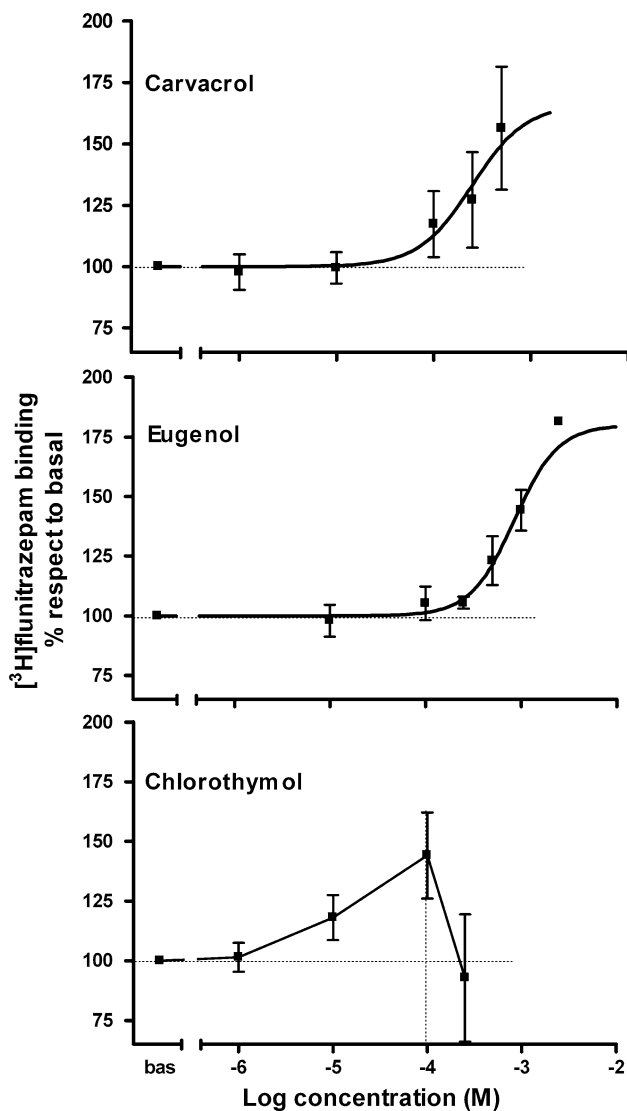 200
175
Carvacrol
150
125
100
75
200
175
Eugenol
150
125
100
75
[³H]flunitrazepam binding
% respect to basal
200
175
Chlorothymol
150
125
100
75
bas -6 -5 -4 -3 -2
Log concentration (M)